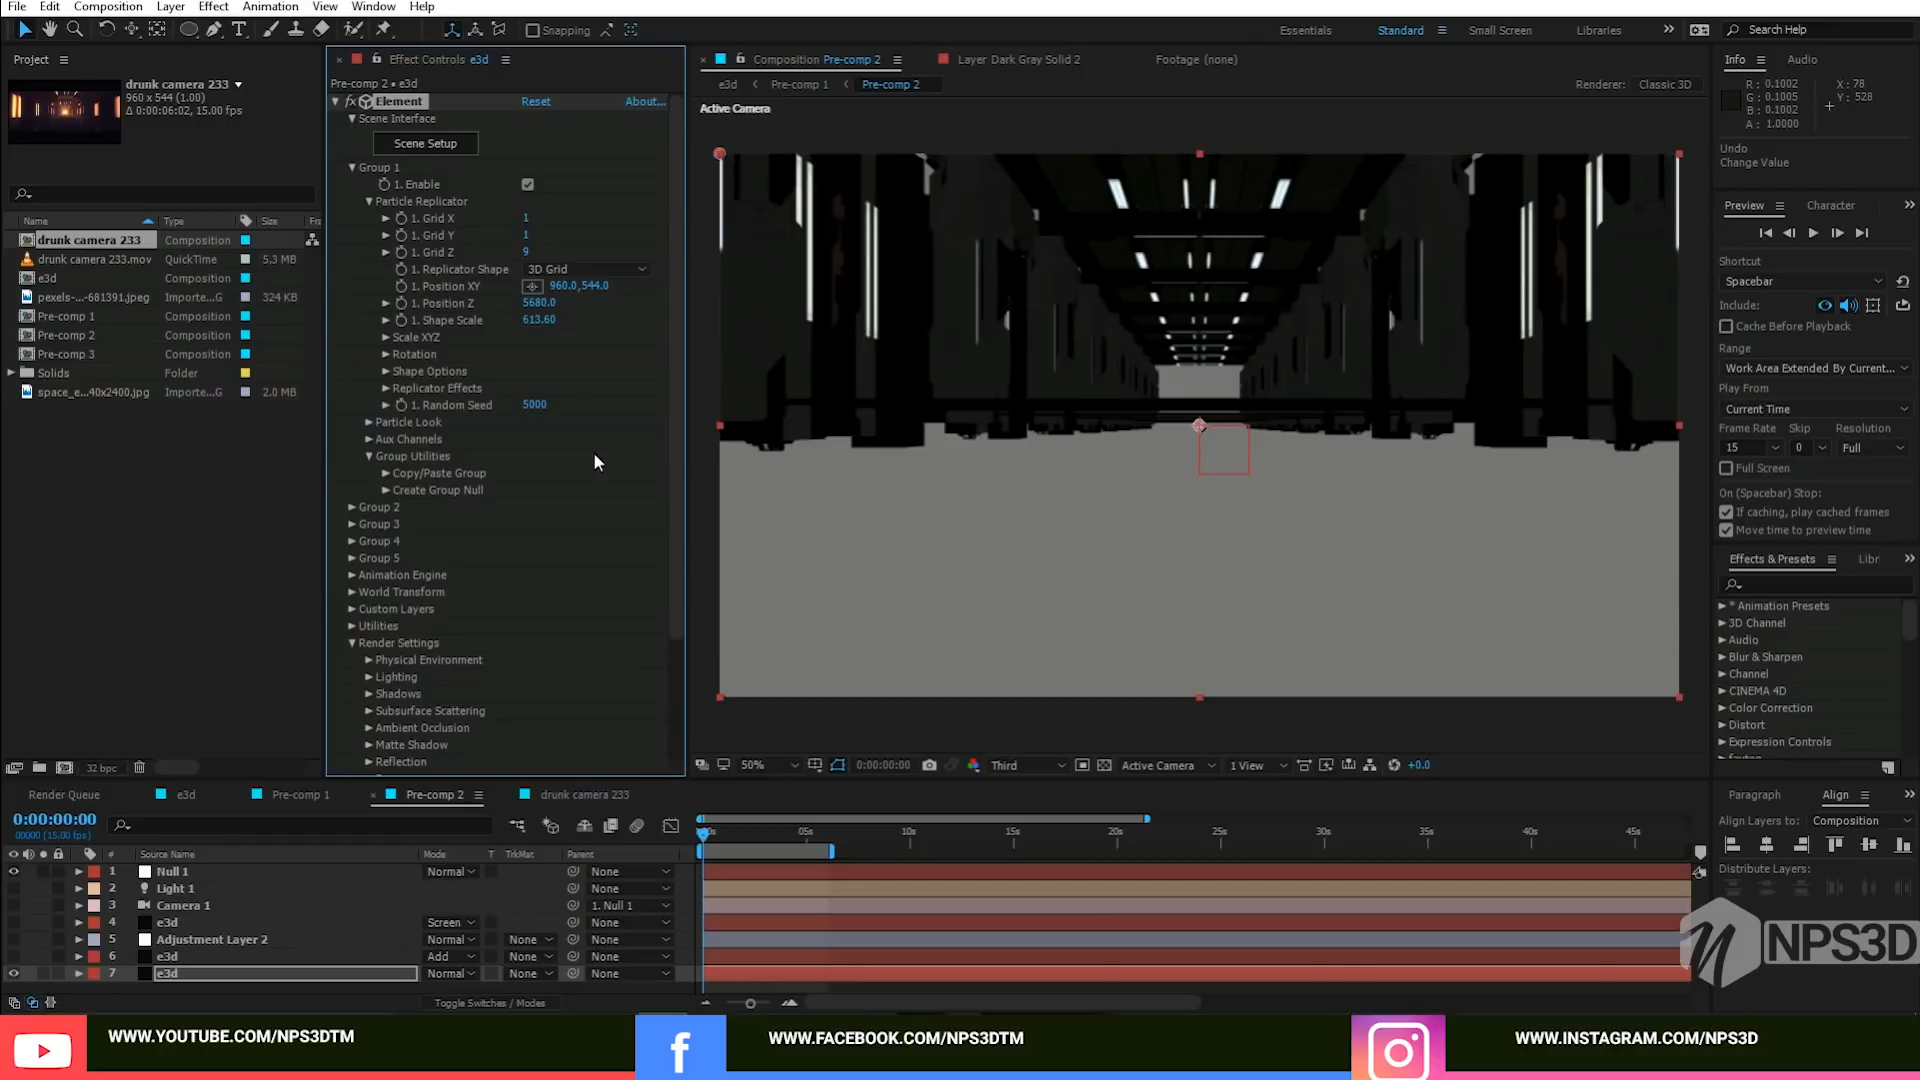 File Edit Composition Layer Effect Animation View Window Help
Snapping
Essentials Standard Small Screen Libraries
Search Help
Project
drunk camera 233
960 x 544 (1.00)
Δ 0:00:06:02, 15.00 fps
Name Type Size Fra
drunk camera 233 Composition
drunk camera 233.mov QuickTime 5.3 MB
e3d Composition
pexels-...-681391.jpeg Importe...G 324 KB
Pre-comp 1 Composition
Pre-comp 2 Composition
Pre-comp 3 Composition
Solids Folder
space_e...40x2400.jpg Importe...G 2.0 MB
32 bpc
Effect Controls e3d
Pre-comp 2 • e3d
fx Element Reset About...
Scene Interface
Scene Setup
Group 1
1. Enable
Particle Replicator
1. Grid X 1
1. Grid Y 1
1. Grid Z 9
1. Replicator Shape 3D Grid
1. Position XY 960.0,544.0
1. Position Z 5680.0
1. Shape Scale 613.60
Scale XYZ
Rotation
Shape Options
Replicator Effects
1. Random Seed 5000
Particle Look
Aux Channels
Group Utilities
Copy/Paste Group
Create Group Null
Group 2
Group 3
Group 4
Group 5
Animation Engine
World Transform
Custom Layers
Utilities
Render Settings
Physical Environment
Lighting
Shadows
Subsurface Scattering
Ambient Occlusion
Matte Shadow
Reflection
Composition Pre-comp 2
Layer Dark Gray Solid 2
Footage (none)
e3d Pre-comp 1 Pre-comp 2
Renderer: Classic 3D
Active Camera
50% 0:00:00:00 Third Active Camera 1 View +0.0
Info Audio
R : 0.1002
G : 0.1005
B : 0.1002
A : 1.0000
X : 78
Y : 528
Undo
Change Value
Preview Character
Shortcut
Spacebar
Include:
Cache Before Playback
Range
Work Area Extended By Current...
Play From
Current Time
Frame Rate Skip Resolution
15 0 Full
Full Screen
On (Spacebar) Stop:
If caching, play cached frames
Move time to preview time
Effects & Presets Libr
* Animation Presets
3D Channel
Audio
Blur & Sharpen
Channel
CINEMA 4D
Color Correction
Distort
Expression Controls
Paragraph Align
Align Layers to: Composition
Distribute Layers:
Render Queue e3d Pre-comp 1 Pre-comp 2 drunk camera 233
0:00:00:00
00000 (15.00 fps)
05s 10s 15s 20s 25s 30s 35s 40s 45s
# Source Name Mode T TrkMat Parent
1 Null 1 Normal None
2 Light 1 None
3 Camera 1 1. Null 1
4 e3d Screen None
5 Adjustment Layer 2 Normal None None
6 e3d Add None None
7 e3d Normal None None
Toggle Switches / Modes
NPS3D
WWW.YOUTUBE.COM/NPS3DTM
WWW.FACEBOOK.COM/NPS3DTM
WWW.INSTAGRAM.COM/NPS3D